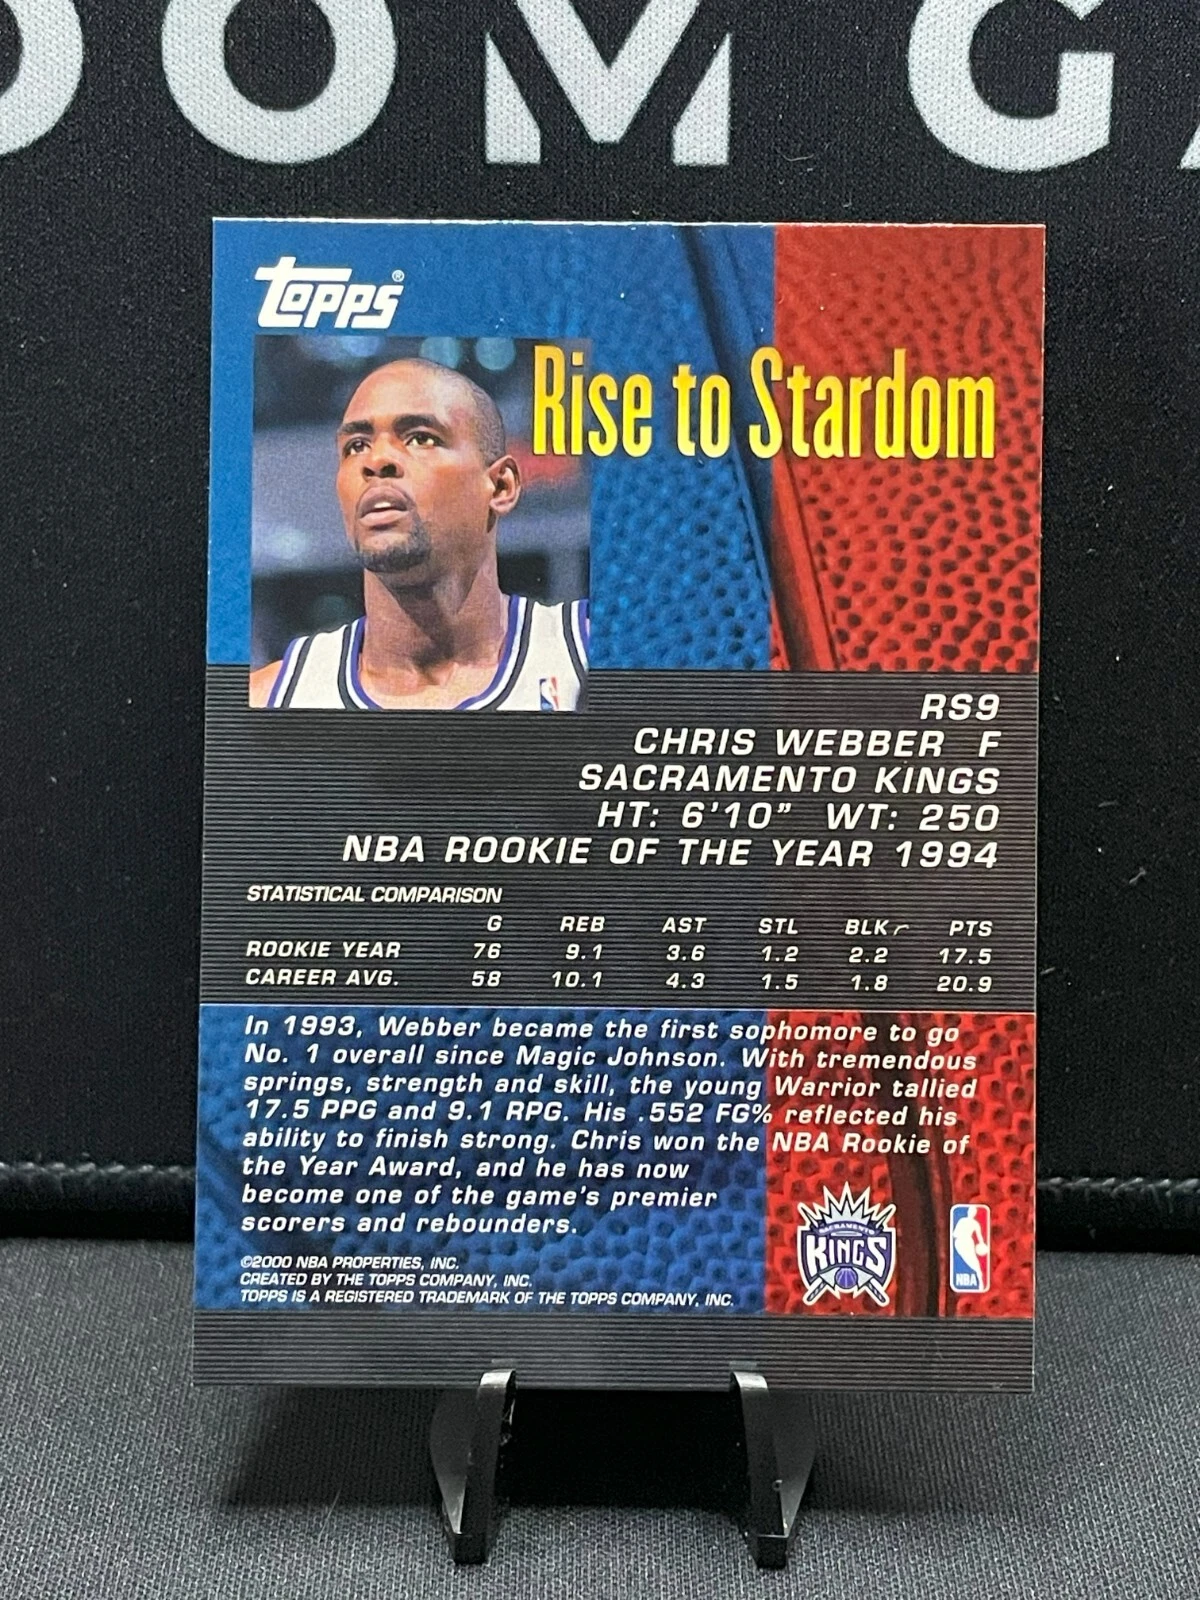 OOM GA
Topps®
Rise to Stardom
RS9
CHRIS WEBBER F
SACRAMENTO KINGS
HT: 6'10" WT: 250
NBA ROOKIE OF THE YEAR 1994
STATISTICAL COMPARISON
G REB AST STL BLK PTS
ROOKIE YEAR 76 9.1 3.6 1.2 2.2 17.5
CAREER AVG. 58 10.1 4.3 1.5 1.8 20.9
In 1993, Webber became the first sophomore to go
No. 1 overall since Magic Johnson. With tremendous
springs, strength and skill, the young Warrior tallied
17.5 PPG and 9.1 RPG. His .552 FG% reflected his
ability to finish strong. Chris won the NBA Rookie of
the Year Award, and he has now
become one of the game's premier
scorers and rebounders.
©2000 NBA PROPERTIES, INC.
CREATED BY THE TOPPS COMPANY, INC.
TOPPS IS A REGISTERED TRADEMARK OF THE TOPPS COMPANY, INC.
SACRAMENTO
KINGS
NBA